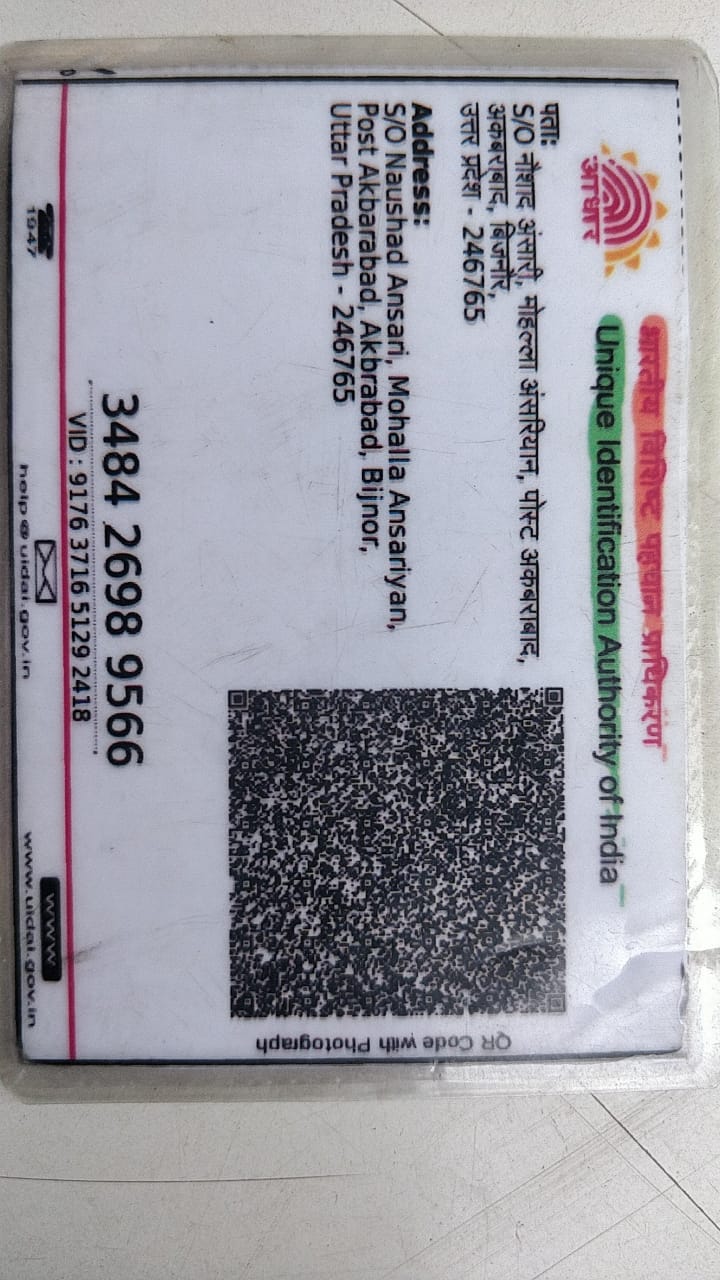 भारतीय विशिष्ट पहचान प्राधिकरण
Unique Identification Authority of India
आधार
पता:
S/O नौशाद अंसारी, मोहल्ला अंसरियान, पोस्ट अकबराबाद,
अकबराबाद, बिजनौर,
उत्तर प्रदेश - 246765
Address:
S/O Naushad Ansari, Mohalla Ansariyan,
Post Akbarabad, Akbrabad, Bijnor,
Uttar Pradesh - 246765
QR Code with Photograph
3484 2698 9566
VID : 9176 3716 5129 2418
1947
help@uidai.gov.in
www
www.uidai.gov.in